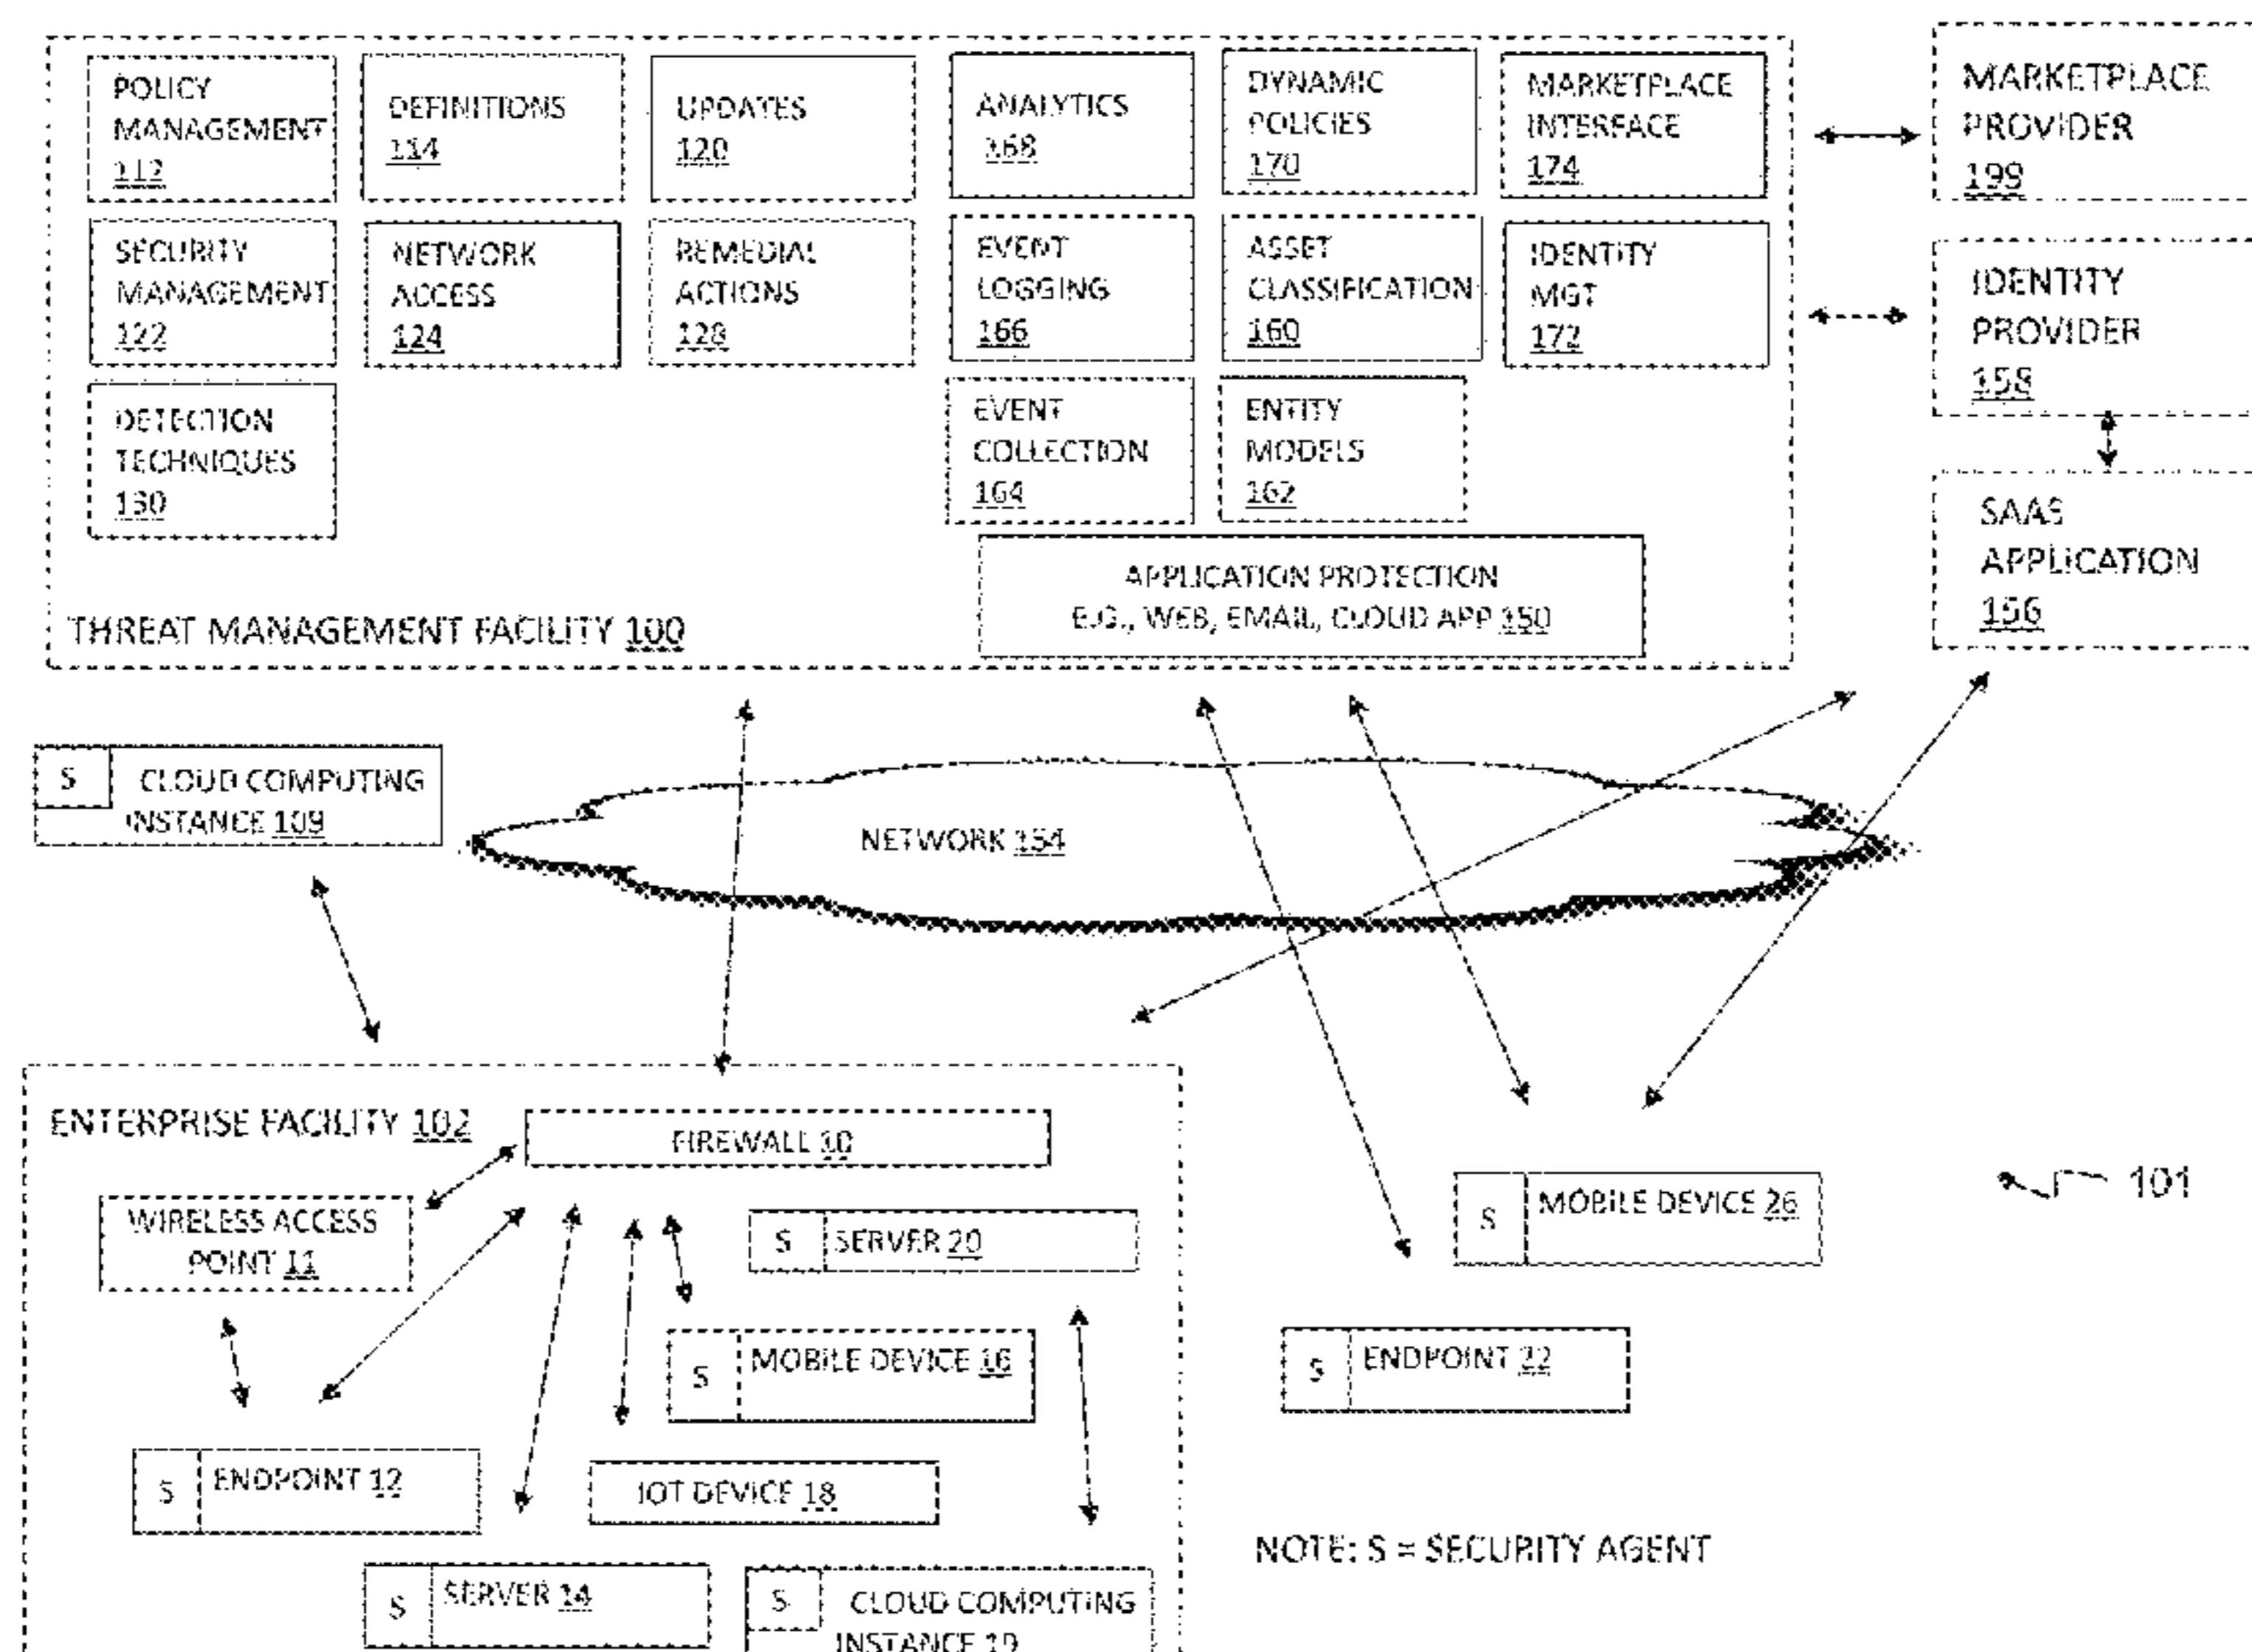 POLICY
MANAGEMENT
112
DEFINITIONS
114
UPDATES
120
ANALYTICS
168
DYNAMIC
POLICIES
170
MARKETPLACE
INTERFACE
174
MARKETPLACE
PROVIDER
199
SECURITY
MANAGEMENT
122
NETWORK
ACCESS
124
REMEDIAL
ACTIONS
128
EVENT
LOGGING
166
ASSET
CLASSIFICATION
160
IDENTITY
MGT
172
IDENTITY
PROVIDER
158
DETECTION
TECHNIQUES
130
EVENT
COLLECTION
164
ENTITY
MODELS
162
SAAS
APPLICATION
156
APPLICATION PROTECTION
E.G., WEB, EMAIL, CLOUD APP 150
THREAT MANAGEMENT FACILITY 100
S CLOUD COMPUTING
INSTANCE 109
NETWORK 154
ENTERPRISE FACILITY 102
FIREWALL 10
WIRELESS ACCESS
POINT 11
S SERVER 20
S MOBILE DEVICE 26
101
S MOBILE DEVICE 16
S ENDPOINT 22
S ENDPOINT 12
IOT DEVICE 18
NOTE: S = SECURITY AGENT
S SERVER 14
S CLOUD COMPUTING
INSTANCE 19